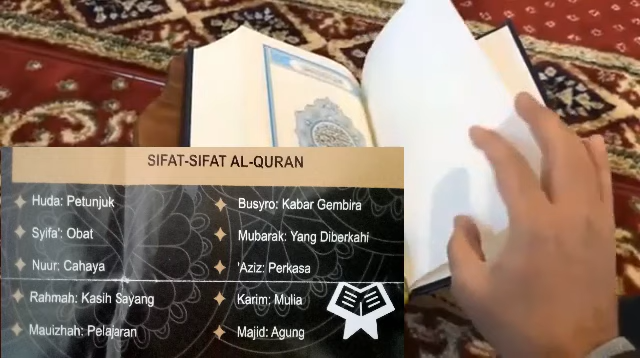 SIFAT-SIFAT AL-QURAN
Huda: Petunjuk
Syifa': Obat
Nuur: Cahaya
Rahmah: Kasih Sayang
Mauizhah: Pelajaran
Busyro: Kabar Gembira
Mubarak: Yang Diberkahi
'Aziz: Perkasa
Karim: Mulia
Majid: Agung